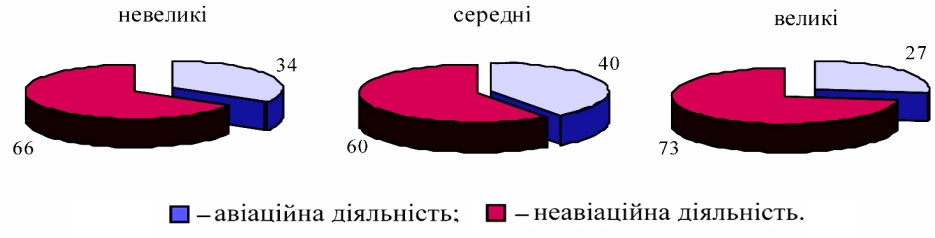 невеликі
середні
великі
34
40
27
66
60
73
– авіаційна діяльність;
– неавіаційна діяльність.